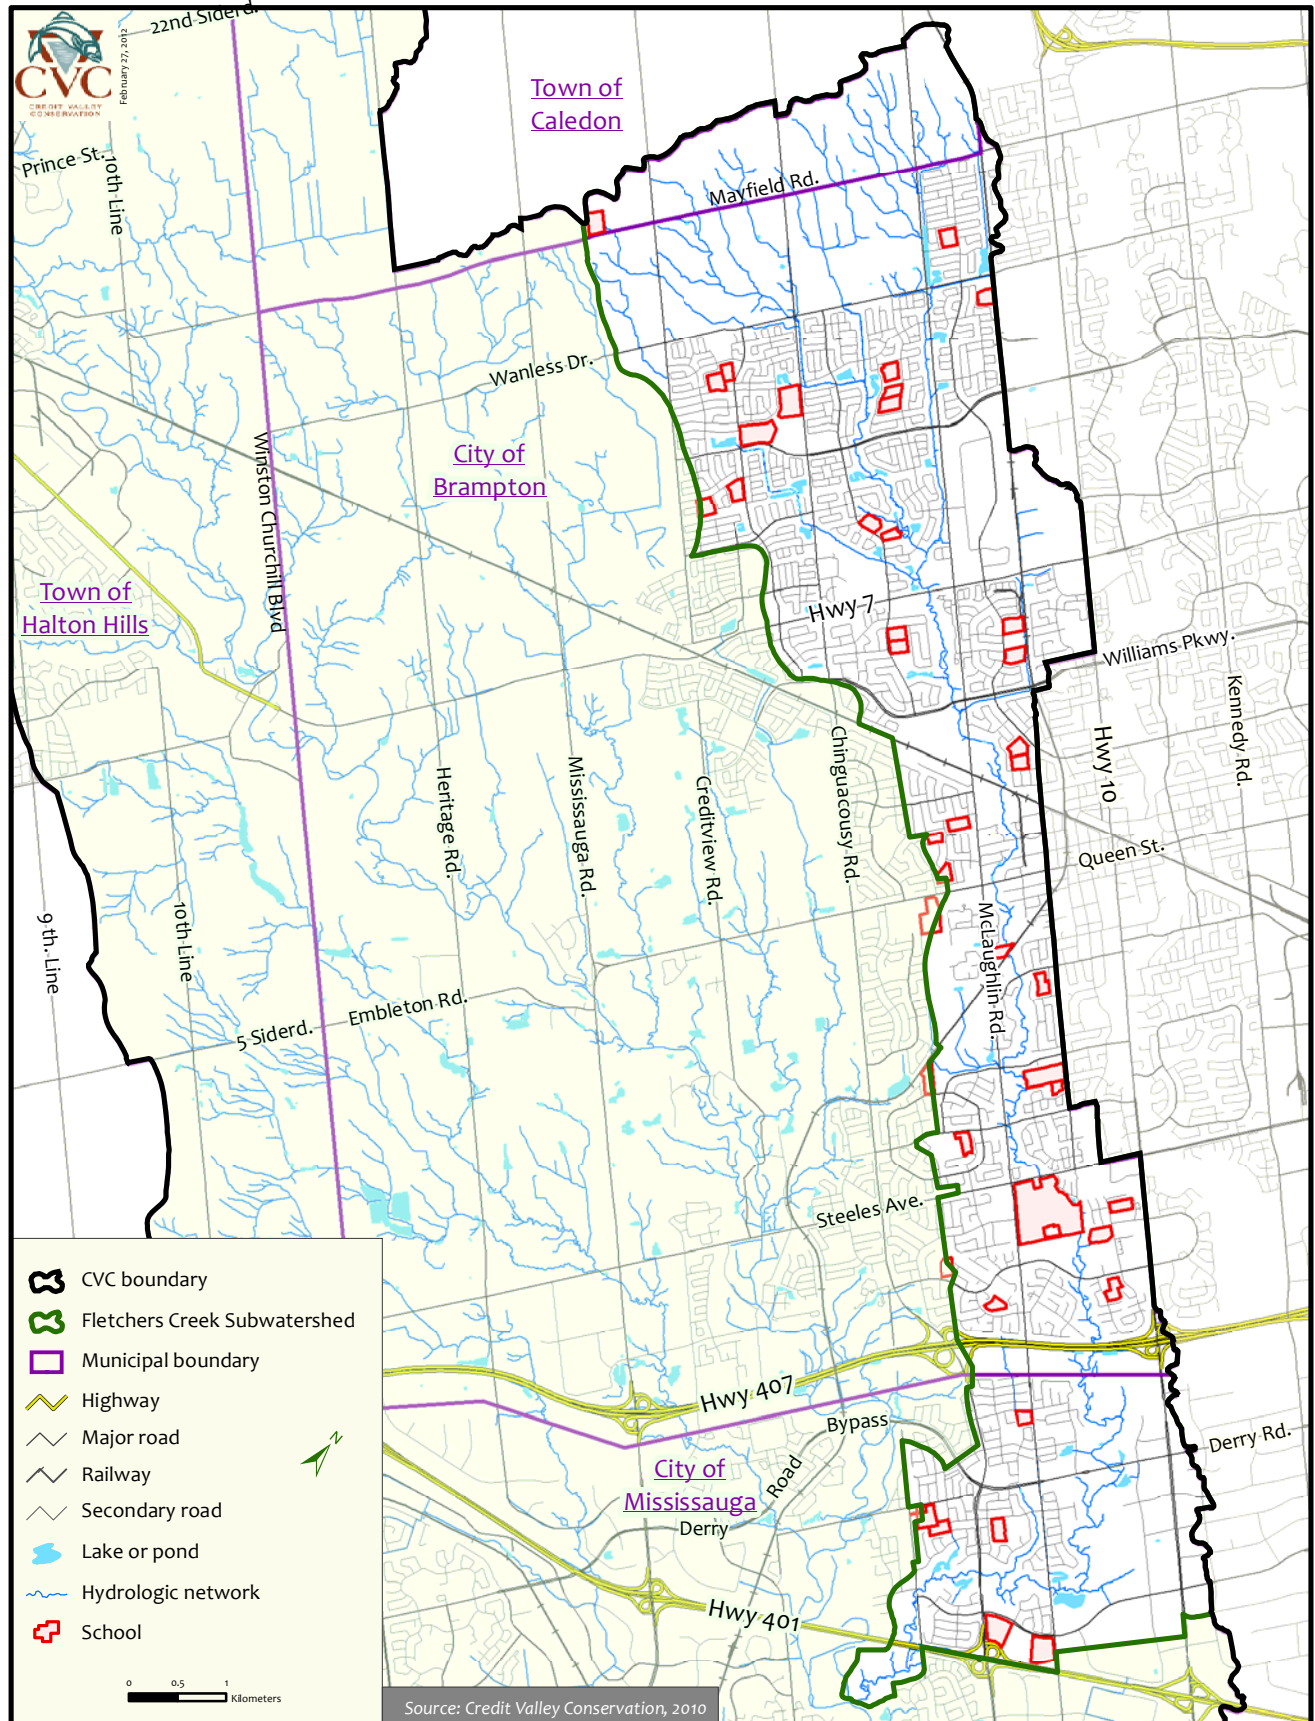 22nd Siderd.
February 27, 2012
CVC
CREDIT VALLEY
CONSERVATION
Town of
Caledon
Prince St.
10th Line
Mayfield Rd.
Wanless Dr.
Winston Churchill Blvd
City of
Brampton
Town of
Halton Hills
Hwy 7
Williams Pkwy.
Kennedy Rd.
Hwy 10
Heritage Rd.
Mississauga Rd.
Creditview Rd.
Chinguacousy Rd.
Queen St.
9 th. Line
10th Line
McLaughlin Rd.
5 Siderd.
Embleton Rd.
Steeles Ave.
Hwy 407
Bypass
Derry Rd.
City of
Mississauga
Road
Derry
Hwy 401
CVC boundary
Fletchers Creek Subwatershed
Municipal boundary
Highway
Major road
N
Railway
Secondary road
Lake or pond
Hydrologic network
School
0 0.5 1
Kilometers
Source: Credit Valley Conservation, 2010